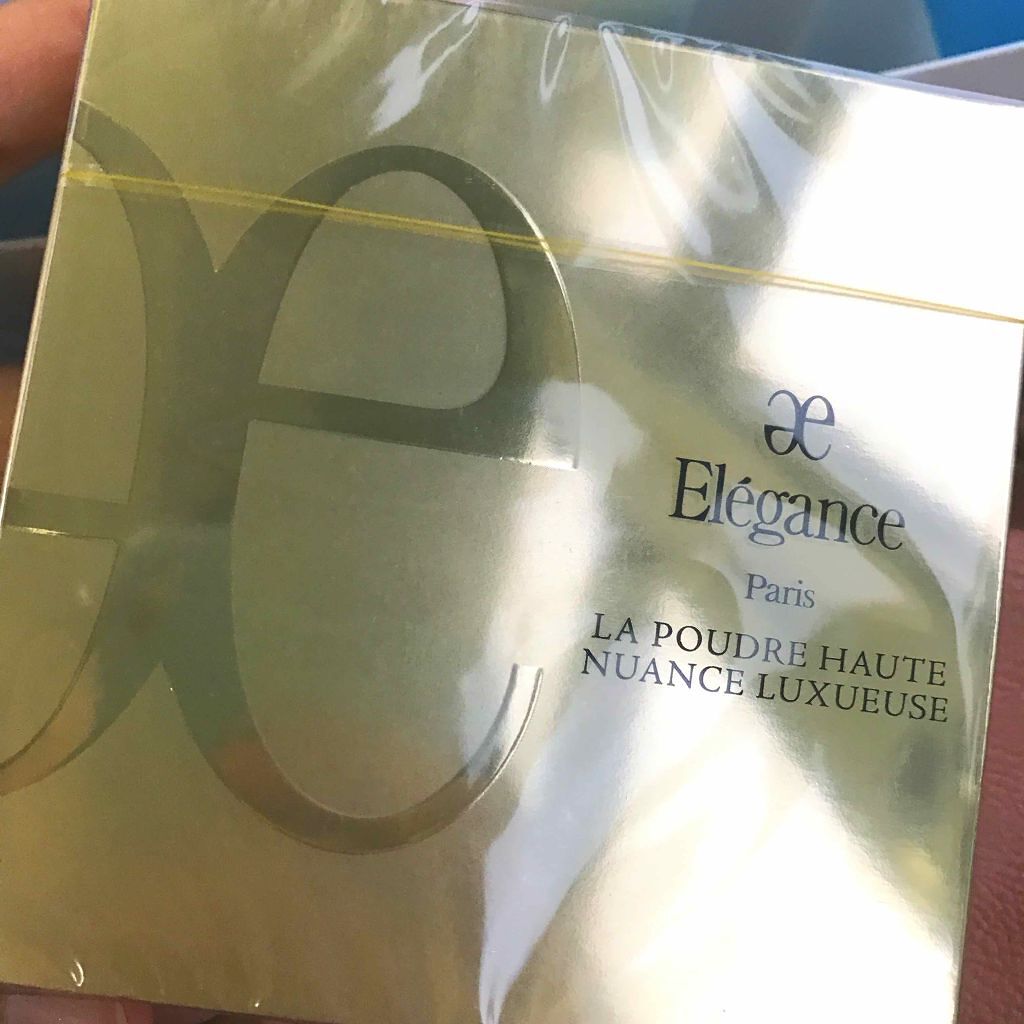 æ
Elégance
Paris
LA POUDRE HAUTE
NUANCE LUXUEUSE